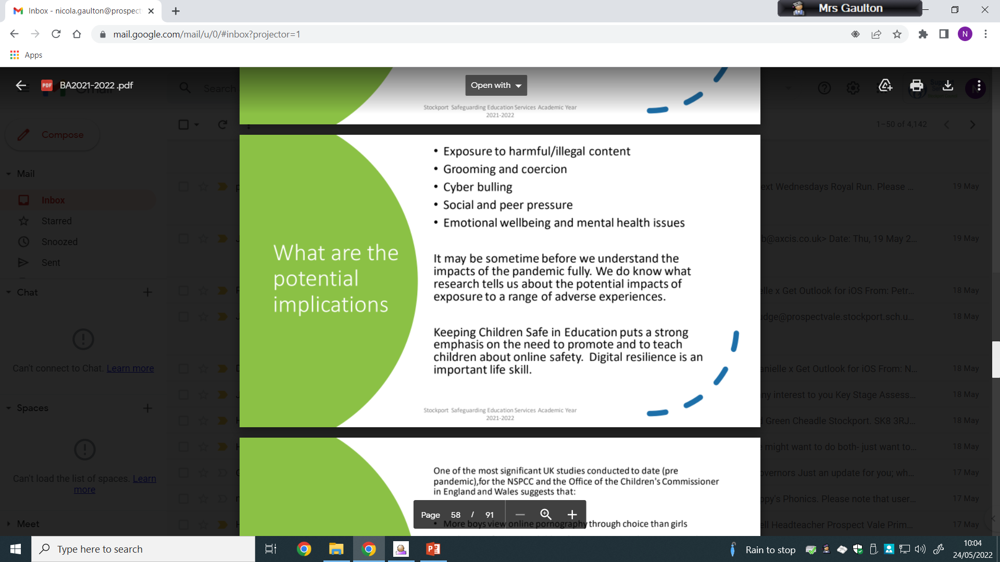 Inbox - nicola.gaulton@prospect
Mrs Gaulton
mail.google.com/mail/u/0/#inbox?projector=1
N
Apps
PDF
BA2021-2022 .pdf
Search
Open with
Stockport Safeguarding Education Services Academic Year
2021-2022
1–50 of 4,142
Compose
Mail
Inbox
Starred
Snoozed
Sent
Chat
Can't connect to Chat. Learn more
Spaces
Can't load the list of spaces. Learn
more
Meet
What are the
potential
implications
• Exposure to harmful/illegal content
• Grooming and coercion
• Cyber bulling
• Social and peer pressure
• Emotional wellbeing and mental health issues
It may be sometime before we understand the
impacts of the pandemic fully. We do know what
research tells us about the potential impacts of
exposure to a range of adverse experiences.
Keeping Children Safe in Education puts a strong
emphasis on the need to promote and to teach
children about online safety.  Digital resilience is an
important life skill.
Stockport Safeguarding Education Services Academic Year
2021-2022
One of the most significant UK studies conducted to date (pre
pandemic),for the NSPCC and the Office of the Children's Commissioner
in England and Wales suggests that:
• More boys view online pornography through choice than girls
Page 58 / 91
ext Wednesdays Royal Run. Please ... 19 May
b@axcis.co.uk> Date: Thu, 19 May 2... 19 May
elle x Get Outlook for iOS From: Petr... 18 May
dge@prospectvale.stockport.sch.u... 18 May
anielle x Get Outlook for iOS From: N... 18 May
ny interest to you Key Stage Assess... 18 May
Green Cheadle Stockport. SK8 3RJ... 18 May
might want to do both- just want to... 18 May
overnors Just an update for you; wh... 17 May
ppy's Phonics. Please note that user... 17 May
ell Headteacher Prospect Vale Prim... 17 May
Type here to search
Rain to stop
10:04
24/05/2022